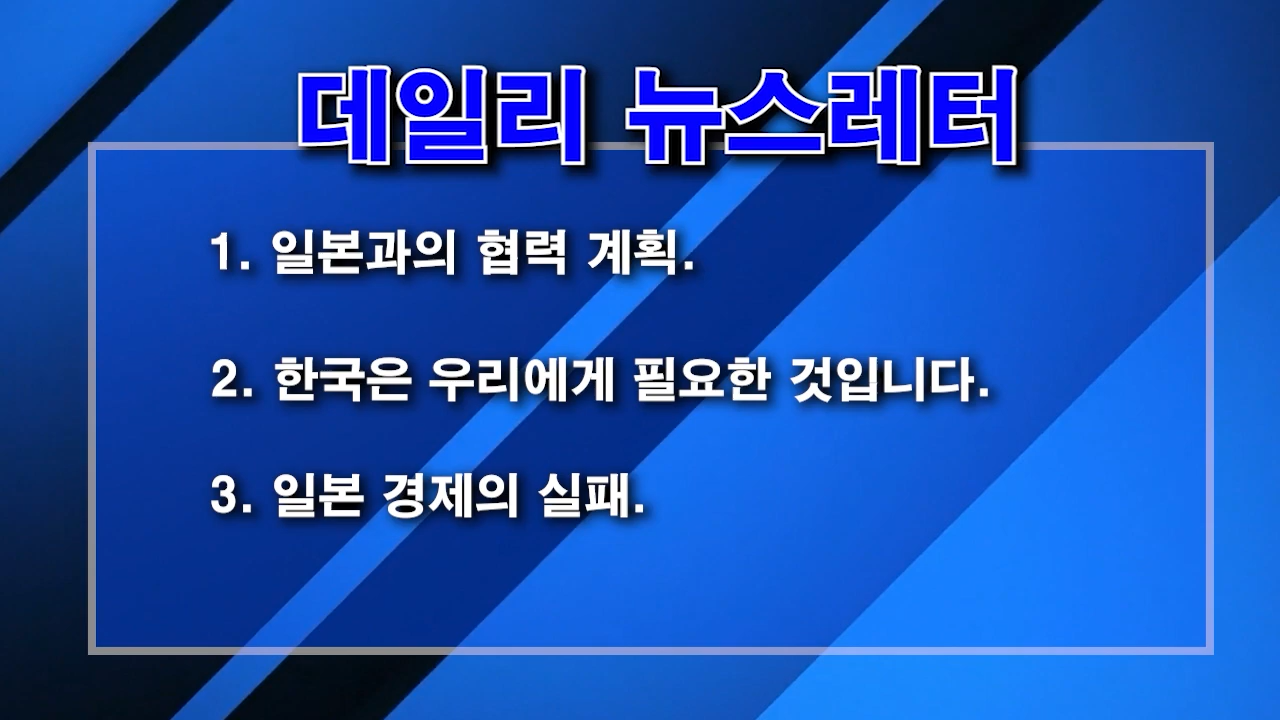 데일리 뉴스레터
1. 일본과의 협력 계획.
2. 한국은 우리에게 필요한 것입니다.
3. 일본 경제의 실패.